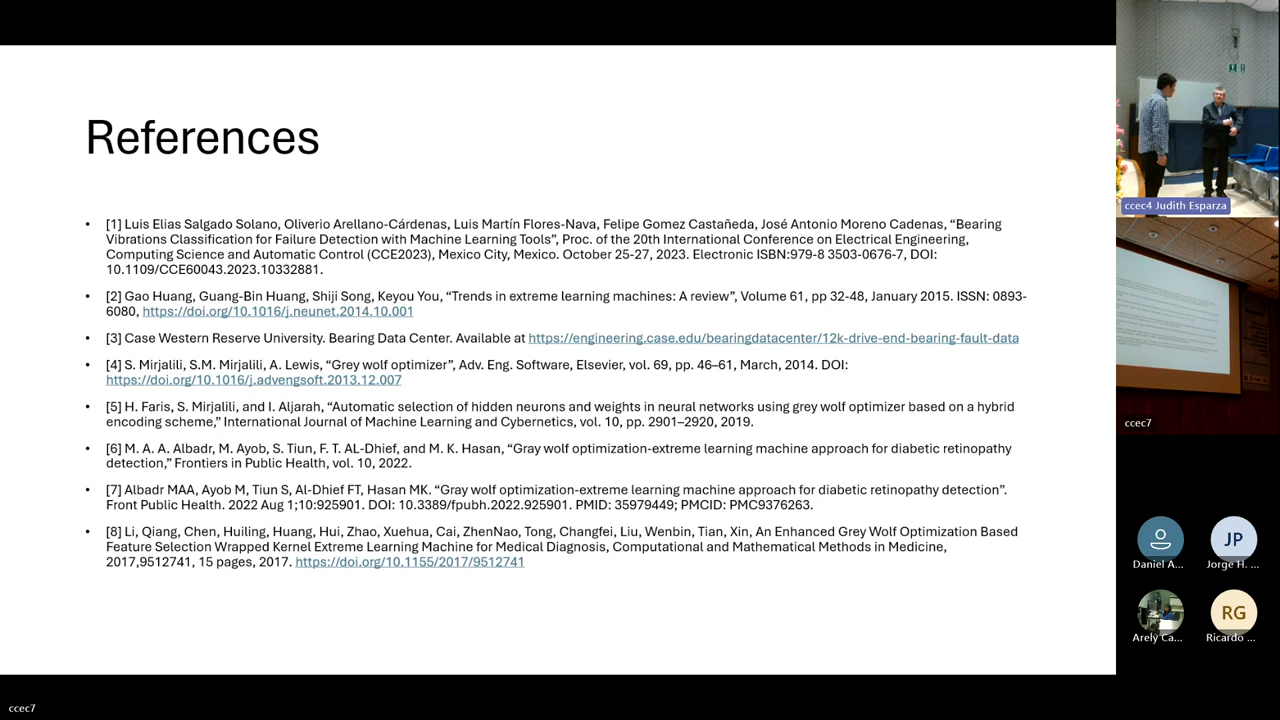 References
• [1] Luis Elias Salgado Solano, Oliverio Arellano-Cárdenas, Luis Martín Flores-Nava, Felipe Gomez Castañeda, José Antonio Moreno Cadenas, “Bearing
Vibrations Classification for Failure Detection with Machine Learning Tools”, Proc. of the 20th International Conference on Electrical Engineering,
Computing Science and Automatic Control (CCE2023), Mexico City, Mexico. October 25-27, 2023. Electronic ISBN:979-8 3503-0676-7, DOI:
10.1109/CCE60043.2023.10332881.
• [2] Gao Huang, Guang-Bin Huang, Shiji Song, Keyou You, “Trends in extreme learning machines: A review”, Volume 61, pp 32-48, January 2015. ISSN: 0893-
6080, https://doi.org/10.1016/j.neunet.2014.10.001
• [3] Case Western Reserve University. Bearing Data Center. Available at https://engineering.case.edu/bearingdatacenter/12k-drive-end-bearing-fault-data
• [4] S. Mirjalili, S.M. Mirjalili, A. Lewis, “Grey wolf optimizer”, Adv. Eng. Software, Elsevier, vol. 69, pp. 46–61, March, 2014. DOI:
https://doi.org/10.1016/j.advengsoft.2013.12.007
• [5] H. Faris, S. Mirjalili, and I. Aljarah, “Automatic selection of hidden neurons and weights in neural networks using grey wolf optimizer based on a hybrid
encoding scheme,” International Journal of Machine Learning and Cybernetics, vol. 10, pp. 2901–2920, 2019.
• [6] M. A. A. Albadr, M. Ayob, S. Tiun, F. T. AL-Dhief, and M. K. Hasan, “Gray wolf optimization-extreme learning machine approach for diabetic retinopathy
detection,” Frontiers in Public Health, vol. 10, 2022.
• [7] Albadr MAA, Ayob M, Tiun S, Al-Dhief FT, Hasan MK. “Gray wolf optimization-extreme learning machine approach for diabetic retinopathy detection”.
Front Public Health. 2022 Aug 1;10:925901. DOI: 10.3389/fpubh.2022.925901. PMID: 35979449; PMCID: PMC9376263.
• [8] Li, Qiang, Chen, Huiling, Huang, Hui, Zhao, Xuehua, Cai, ZhenNao, Tong, Changfei, Liu, Wenbin, Tian, Xin, An Enhanced Grey Wolf Optimization Based
Feature Selection Wrapped Kernel Extreme Learning Machine for Medical Diagnosis, Computational and Mathematical Methods in Medicine,
2017,9512741, 15 pages, 2017. https://doi.org/10.1155/2017/9512741
ccec4 Judith Esparza
ccec7
JP
Daniel A...
Jorge H. ...
RG
Arely Ca...
Ricardo ...
ccec7